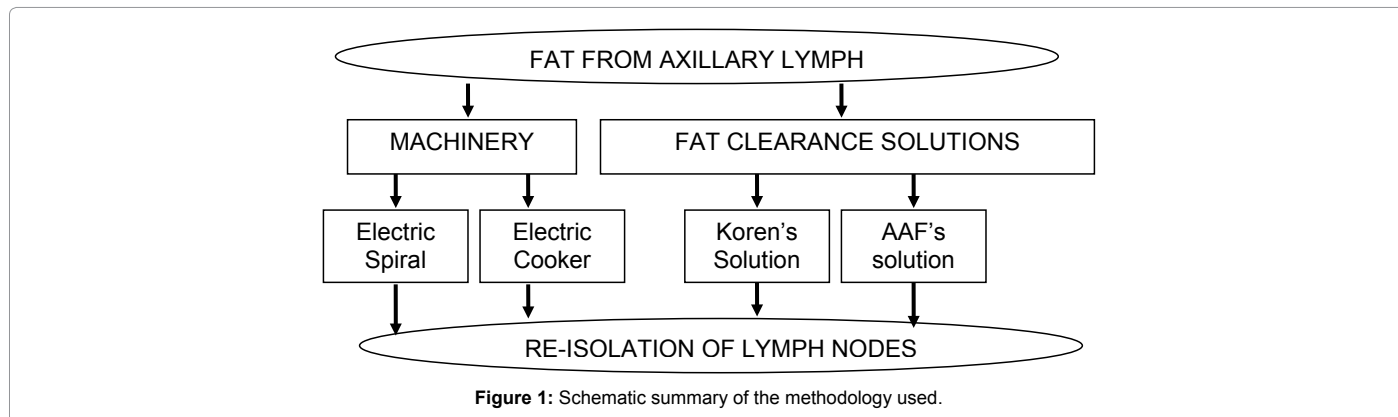 FAT FROM AXILLARY LYMPH
MACHINERY
FAT CLEARANCE SOLUTIONS
Electric
Spiral
Electric
Cooker
Koren's
Solution
AAF's
solution
RE-ISOLATION OF LYMPH NODES
Figure 1: Schematic summary of the methodology used.